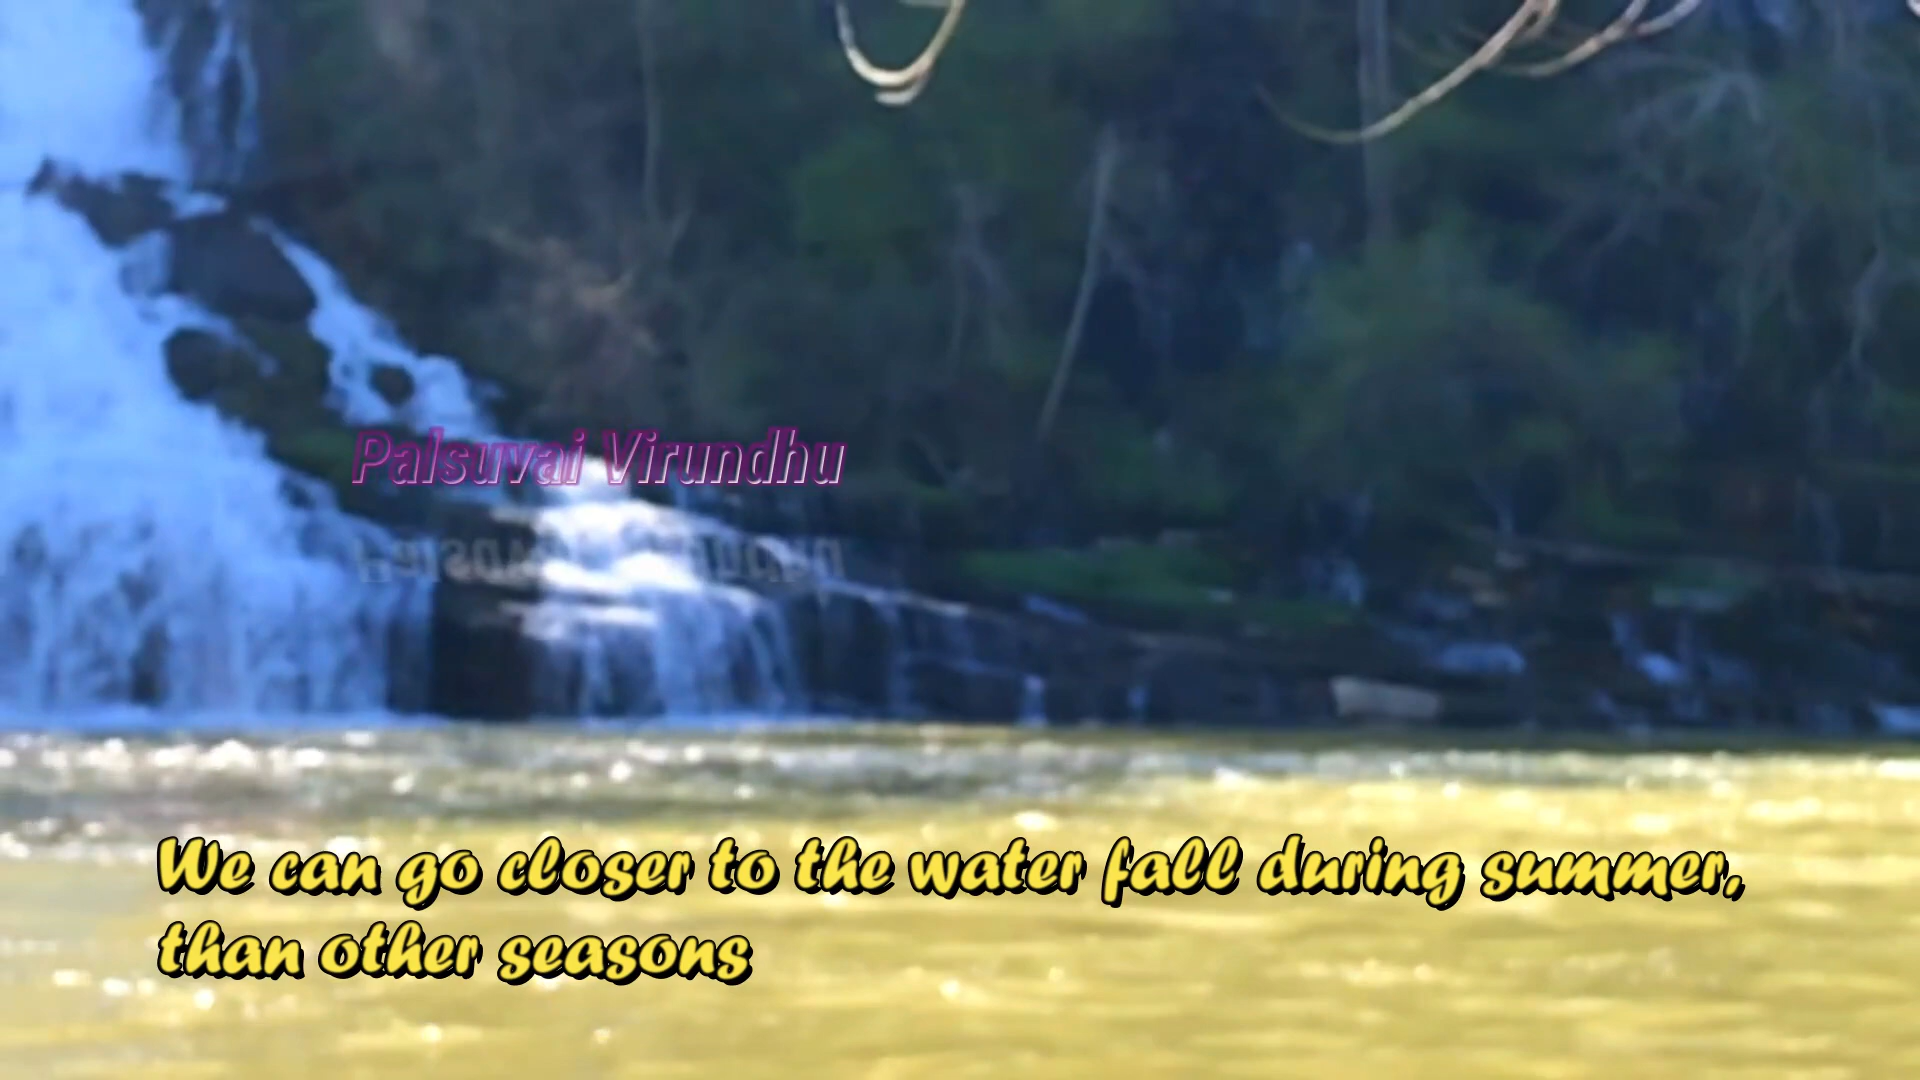 Palsuvai Virundhu
We can go closer to the water fall during summer,
than other seasons